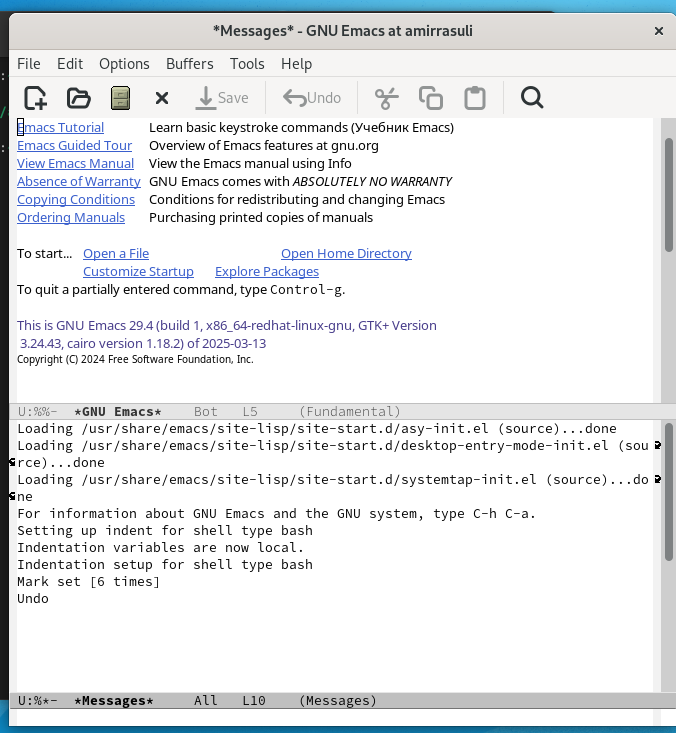 *Messages* - GNU Emacs at amirrasuli
File Edit Options Buffers Tools Help
Save Undo
Emacs Tutorial Learn basic keystroke commands (Учебник Emacs)
Emacs Guided Tour Overview of Emacs features at gnu.org
View Emacs Manual View the Emacs manual using Info
Absence of Warranty GNU Emacs comes with ABSOLUTELY NO WARRANTY
Copying Conditions Conditions for redistributing and changing Emacs
Ordering Manuals Purchasing printed copies of manuals
To start... Open a File Open Home Directory
Customize Startup Explore Packages
To quit a partially entered command, type Control-g.
This is GNU Emacs 29.4 (build 1, x86_64-redhat-linux-gnu, GTK+ Version
3.24.43, cairo version 1.18.2) of 2025-03-13
Copyright (C) 2024 Free Software Foundation, Inc.
U:%%- *GNU Emacs* Bot L5 (Fundamental)
Loading /usr/share/emacs/site-lisp/site-start.d/asy-init.el (source)...done
Loading /usr/share/emacs/site-lisp/site-start.d/desktop-entry-mode-init.el (sou
rce)...done
Loading /usr/share/emacs/site-lisp/site-start.d/systemtap-init.el (source)...do
ne
For information about GNU Emacs and the GNU system, type C-h C-a.
Setting up indent for shell type bash
Indentation variables are now local.
Indentation setup for shell type bash
Mark set [6 times]
Undo
U:%*- *Messages* All L10 (Messages)